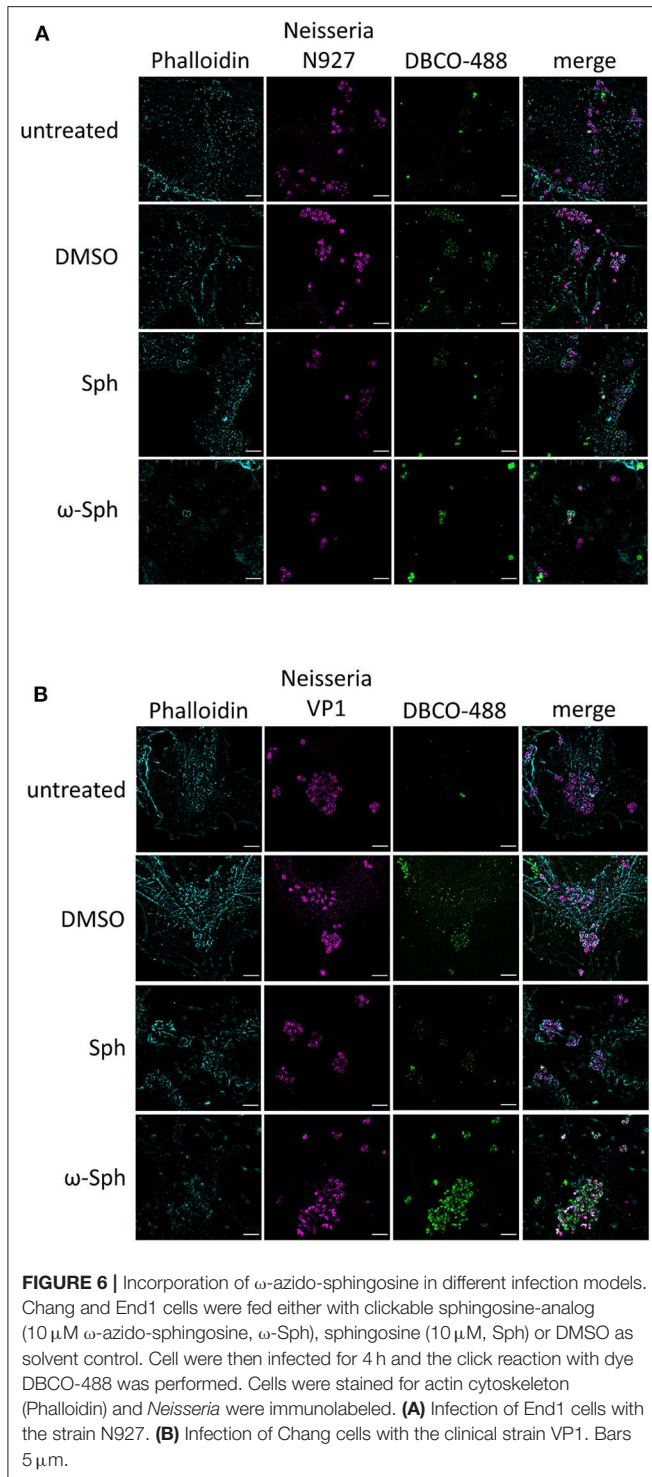 A
Neisseria
Phalloidin N927 DBCO-488 merge
untreated
DMSO
Sph
ω-Sph
B
Neisseria
Phalloidin VP1 DBCO-488 merge
untreated
DMSO
Sph
ω-Sph
FIGURE 6 | Incorporation of ω-azido-sphingosine in different infection models.
Chang and End1 cells were fed either with clickable sphingosine-analog
(10 μM ω-azido-sphingosine, ω-Sph), sphingosine (10 μM, Sph) or DMSO as
solvent control. Cell were then infected for 4 h and the click reaction with dye
DBCO-488 was performed. Cells were stained for actin cytoskeleton
(Phalloidin) and Neisseria were immunolabeled. (A) Infection of End1 cells with
the strain N927. (B) Infection of Chang cells with the clinical strain VP1. Bars
5 μm.